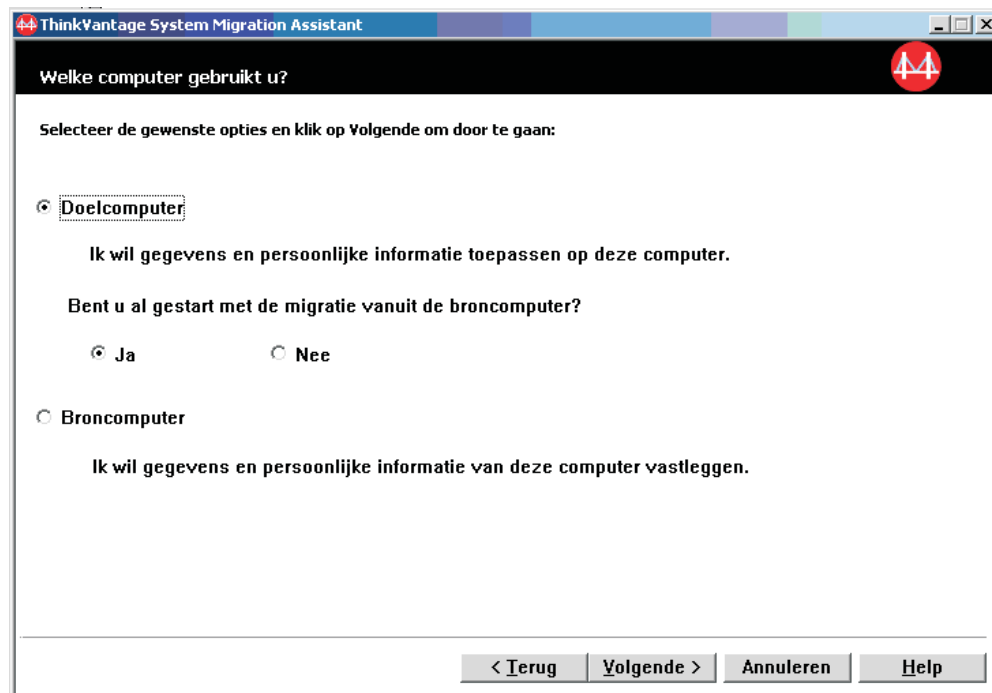 ThinkVantage System Migration Assistant
Welke computer gebruikt u?
Selecteer de gewenste opties en klik op Volgende om door te gaan:
Doelcomputer
Ik wil gegevens en persoonlijke informatie toepassen op deze computer.
Bent u al gestart met de migratie vanuit de broncomputer?
Ja Nee
Broncomputer
Ik wil gegevens en persoonlijke informatie van deze computer vastleggen.
< Terug Volgende > Annuleren Help